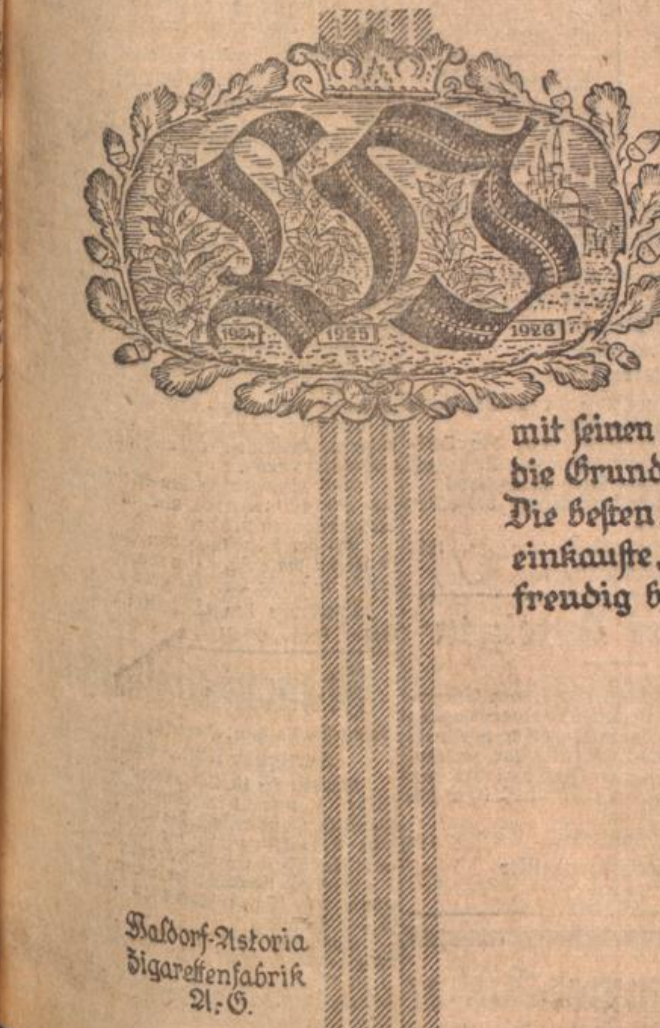 1924 1925 1926
mit seinen
die Grund
Die besten
einkaufte,
freudig b
Waldorf-Astoria
Zigarettenfabrik
A.-G.